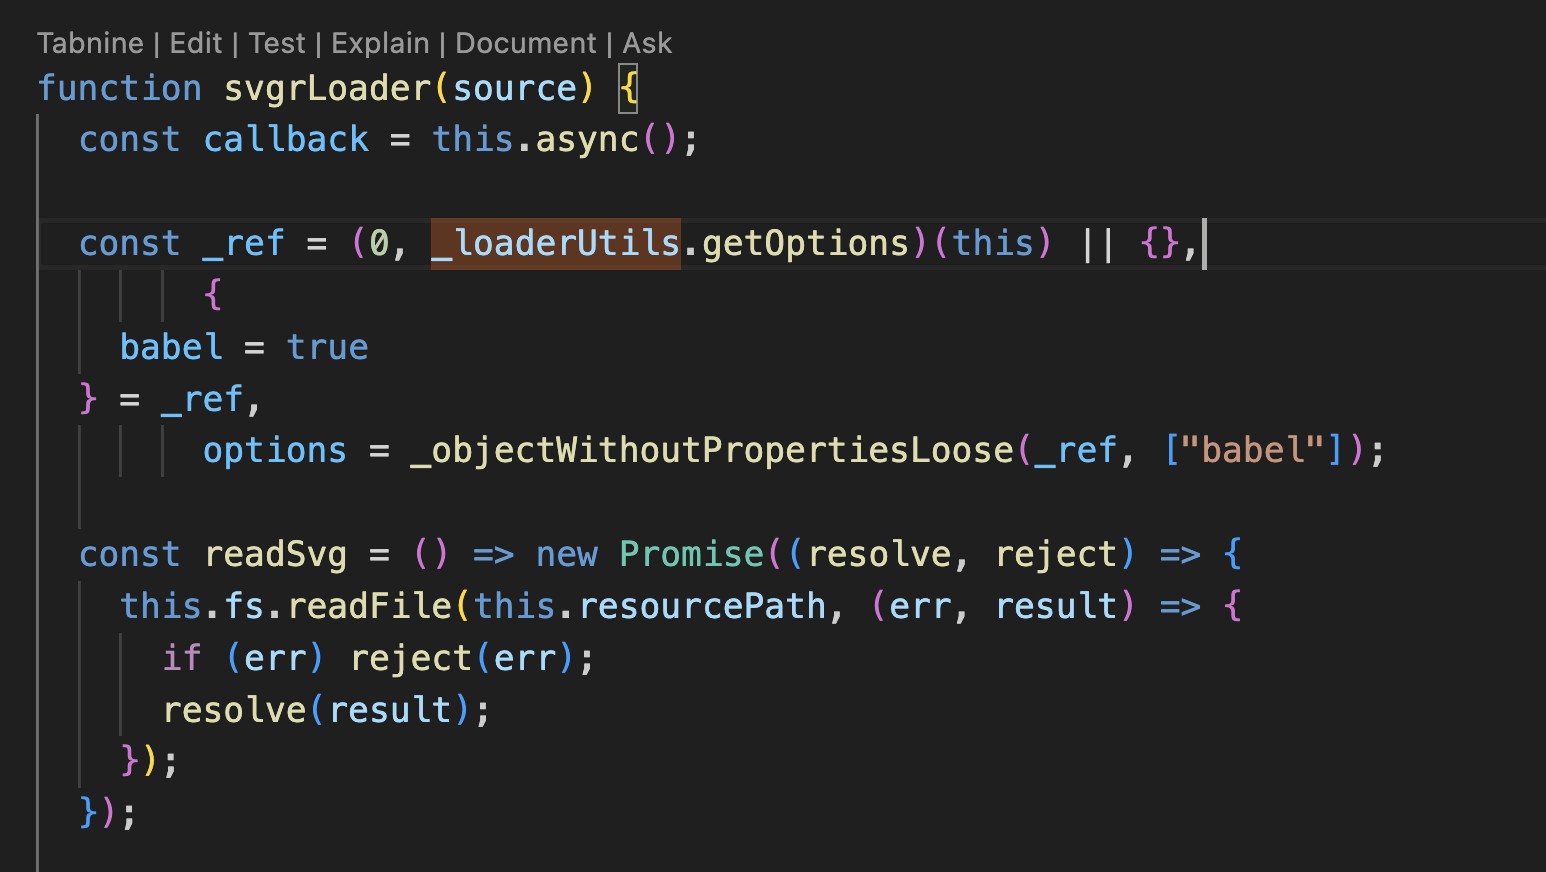 Tabnine | Edit | Test | Explain | Document | Ask
function svgrLoader(source) {
  const callback = this.async();

  const _ref = (0, _loaderUtils.getOptions)(this) || {},
        {
    babel = true
  } = _ref,
        options = _objectWithoutPropertiesLoose(_ref, ["babel"]);

  const readSvg = () => new Promise((resolve, reject) => {
    this.fs.readFile(this.resourcePath, (err, result) => {
      if (err) reject(err);
      resolve(result);
    });
  });